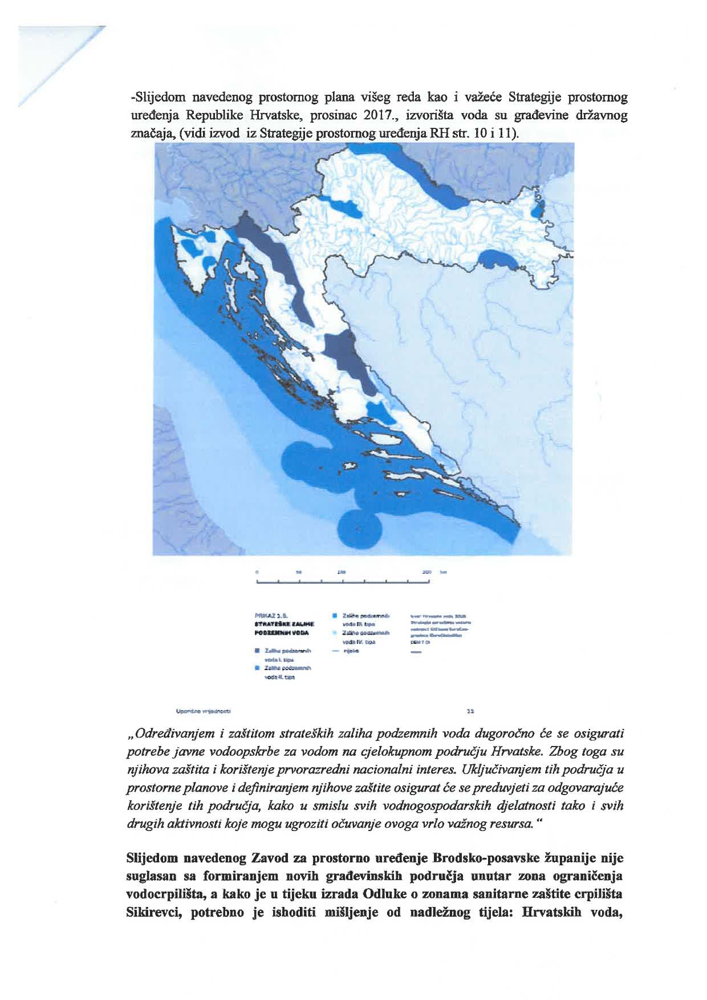 -Slijedom navedenog prostornog plana višeg reda kao i važeće Strategije prostornog
uređenja Republike Hrvatske, prosinac 2017., izvorišta voda su građevine državnog
značaja, (vidi izvod iz Strategije prostornog uređenja RH str. 10 i 11).
0 50 100 200 km
PRIKAZ
STRATEŠKE ZALIHE
PODZEMNIH VODA
Zalihe podzemnih
voda I. tipa
Zalihe podzemnih
voda II. tipa
Zalihe podzemnih
voda III. tipa
Zalihe podzemnih
voda IV. tipa
rijeke
Uporišne vrijednosti 11
„Određivanjem i zaštitom strateških zaliha podzemnih voda dugoročno će se osigurati
potrebe javne vodoopskrbe za vodom na cjelokupnom području Hrvatske. Zbog toga su
njihova zaštita i korištenje prvorazredni nacionalni interes. Uključivanjem tih područja u
prostorne planove i definiranjem njihove zaštite osigurat će se preduvjeti za odgovarajuće
korištenje tih područja, kako u smislu svih vodnogospodarskih djelatnosti tako i svih
drugih aktivnosti koje mogu ugroziti očuvanje ovoga vrlo važnog resursa.“
Slijedom navedenog Zavod za prostorno uređenje Brodsko-posavske županije nije
suglasan sa formiranjem novih građevinskih područja unutar zona ograničenja
vodocrpilišta, a kako je u tijeku izrada Odluke o zonama sanitarne zaštite crpilišta
Sikirevci, potrebno je ishoditi mišljenje od nadležnog tijela: Hrvatskih voda,